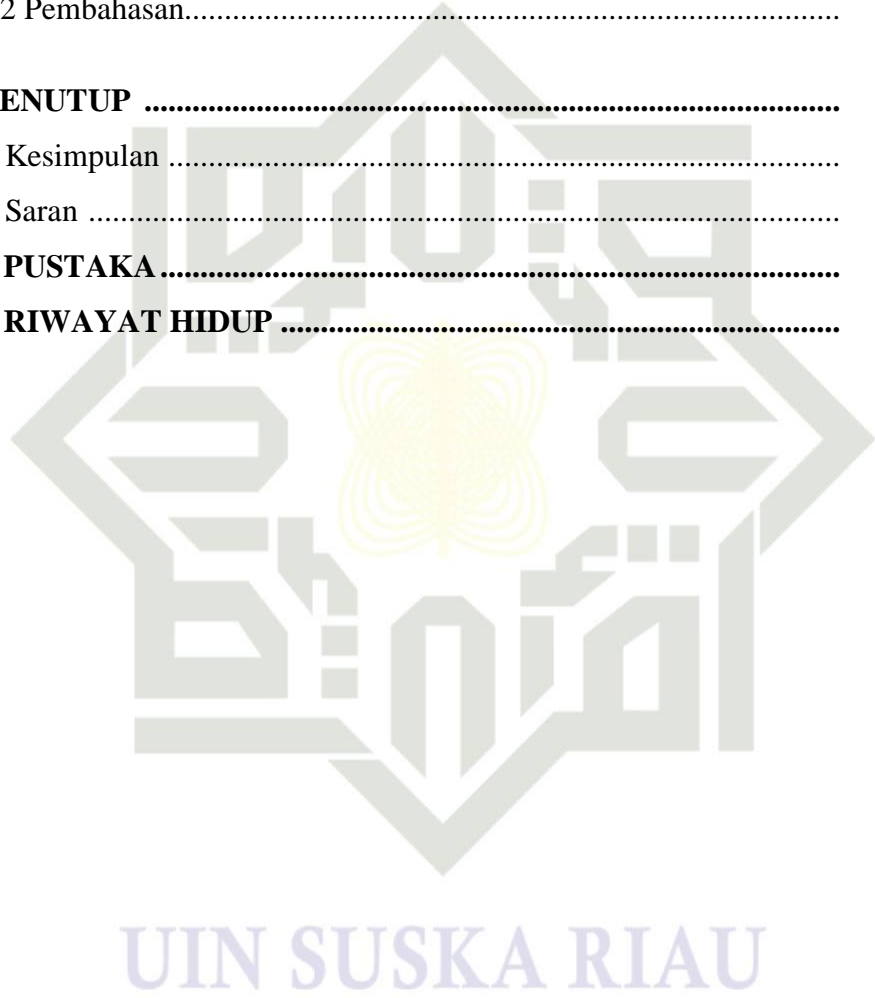 2 Pembahasan..................................................................................
ENUTUP ........................................................................................
Kesimpulan ....................................................................................
Saran ..............................................................................................
PUSTAKA......................................................................................
RIWAYAT HIDUP .......................................................................
UIN SUSKA RIAU